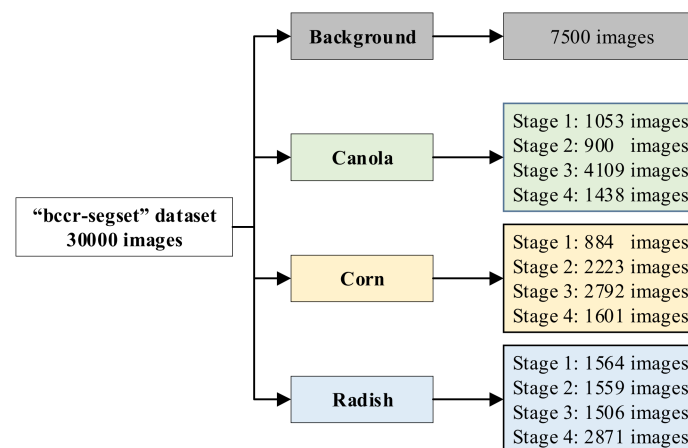 Background
7500 images
Canola
Stage 1: 1053 images
Stage 2: 900 images
Stage 3: 4109 images
Stage 4: 1438 images
“bccr-segset” dataset
30000 images
Corn
Stage 1: 884 images
Stage 2: 2223 images
Stage 3: 2792 images
Stage 4: 1601 images
Radish
Stage 1: 1564 images
Stage 2: 1559 images
Stage 3: 1506 images
Stage 4: 2871 images